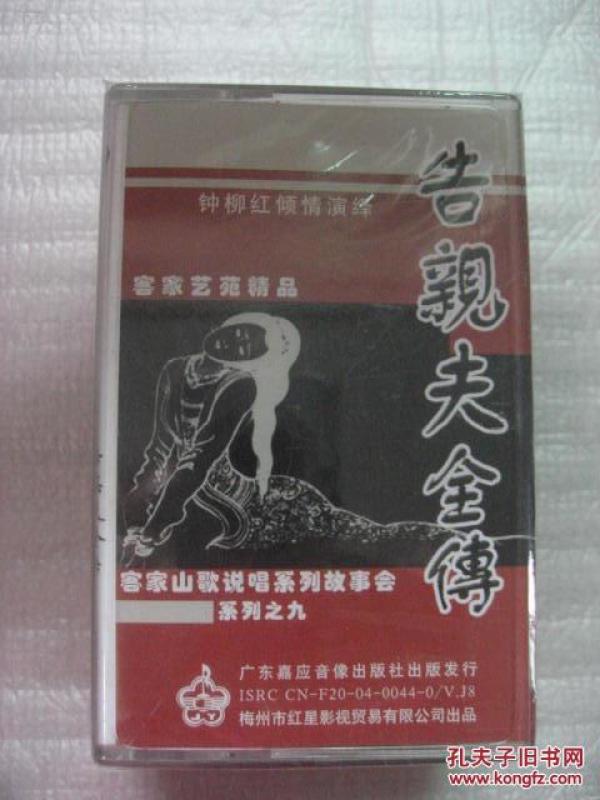 告親夫全傳
钟柳红倾情演绎
客家艺苑精品
客家山歌说唱系列故事会
系列之九
广东嘉应音像出版社出版发行
ISRC CN-F20-04-0044-0/V.J8
梅州市红星影视贸易有限公司出品
JY
孔夫子旧书网
www.kongfz.com